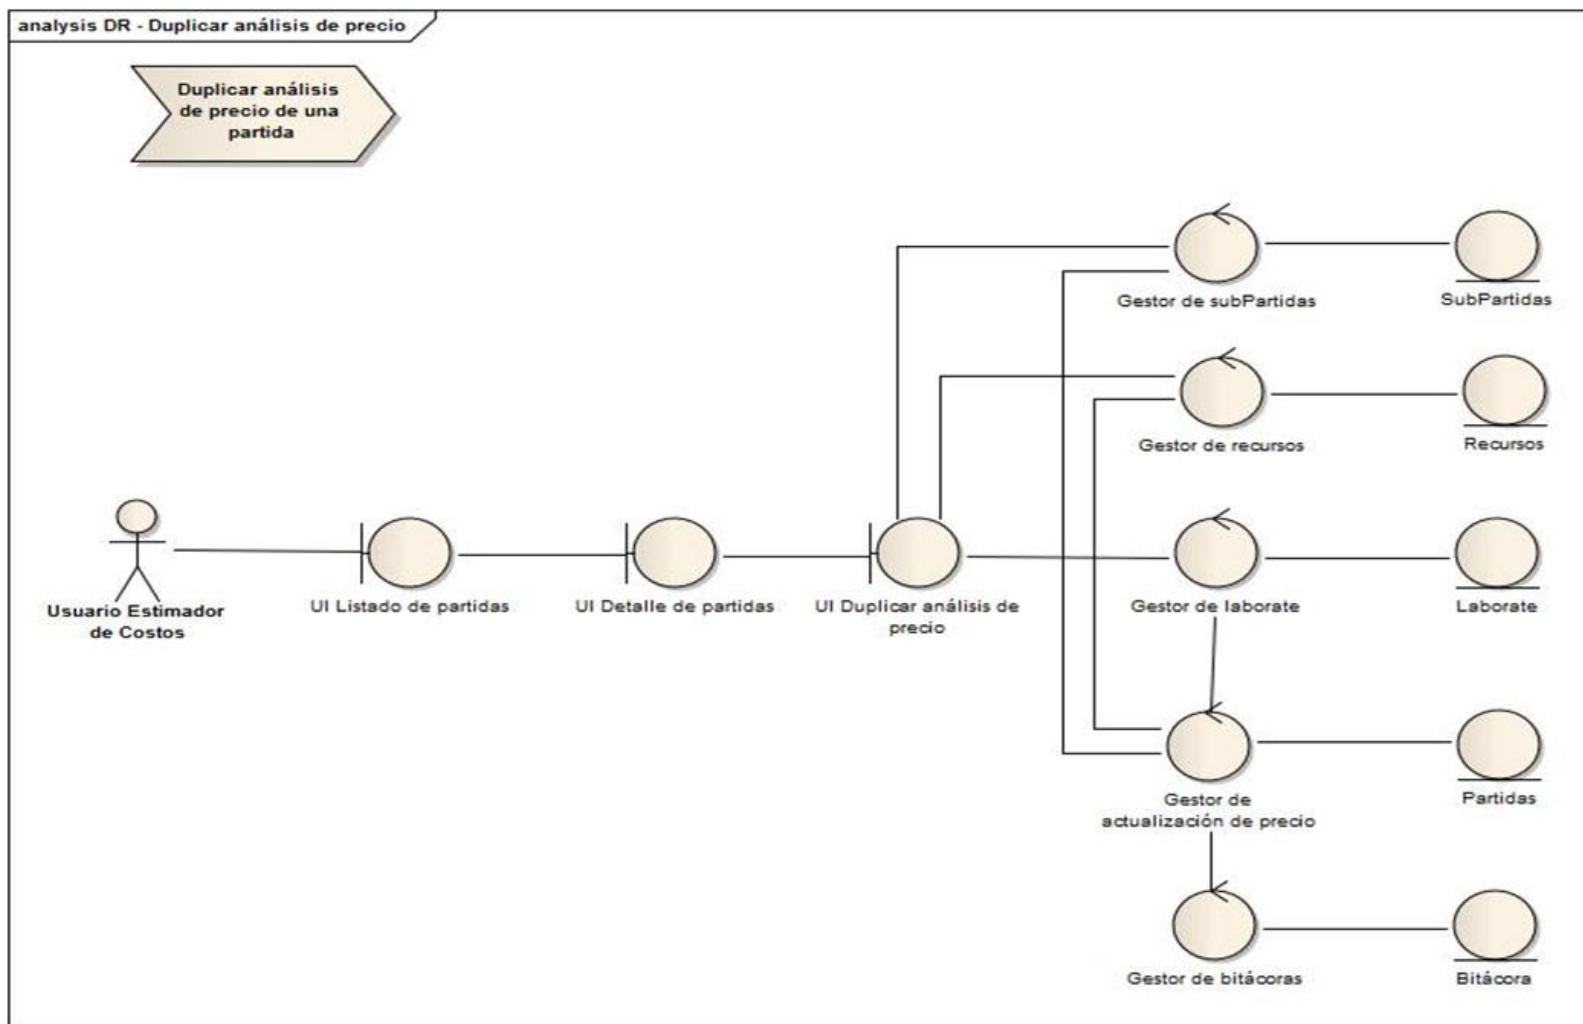 analysis DR - Duplicar análisis de precio
Duplicar análisis
de precio de una
partida
Gestor de subPartidas
SubPartidas
Gestor de recursos
Recursos
Usuario Estimador
de Costos
UI Listado de partidas
UI Detalle de partidas
UI Duplicar análisis de
precio
Gestor de laborate
Laborate
Gestor de
actualización de precio
Partidas
Gestor de bitácoras
Bitácora